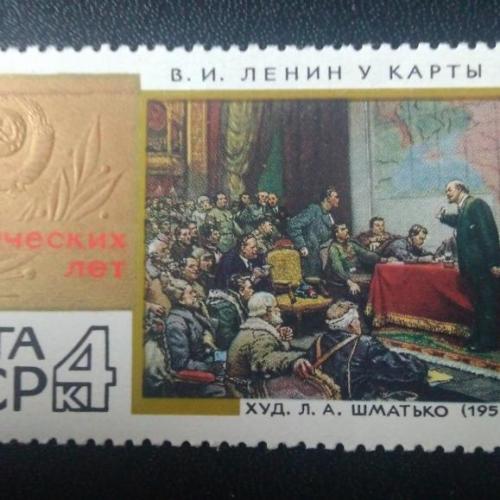 В. И. ЛЕНИН У КАРТЫ
ческих
лет
ТА
СР 4
К
ХУД. Л. А. ШМАТЬКО (195